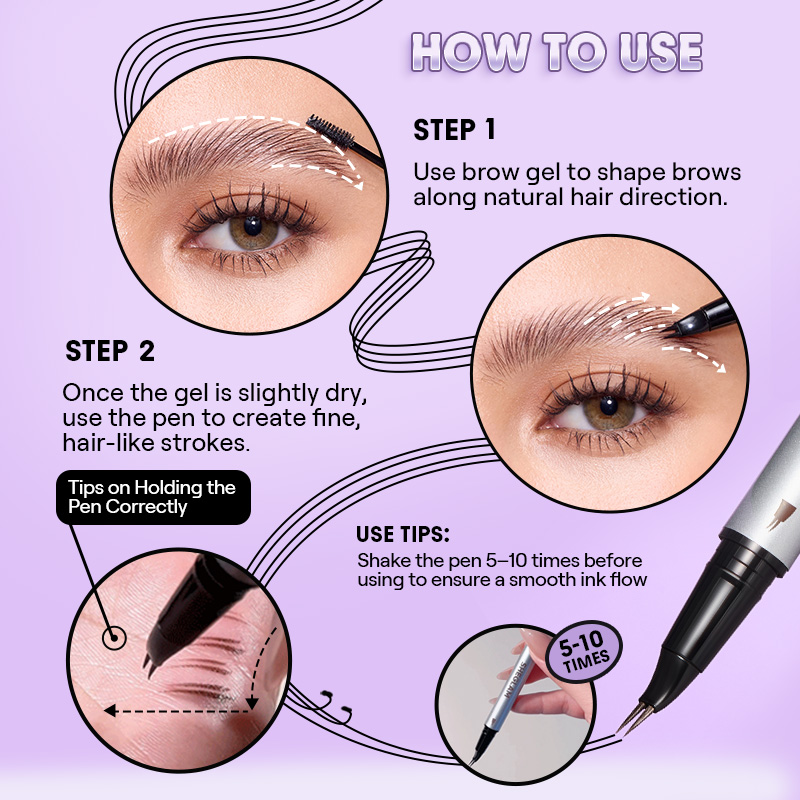 HOW TO USE
STEP 1
Use brow gel to shape brows
along natural hair direction.
STEP 2
Once the gel is slightly dry,
use the pen to create fine,
hair-like strokes.
Tips on Holding the
Pen Correctly
USE TIPS:
Shake the pen 5–10 times before
using to ensure a smooth ink flow
5-10
TIMES
SHEGLAM